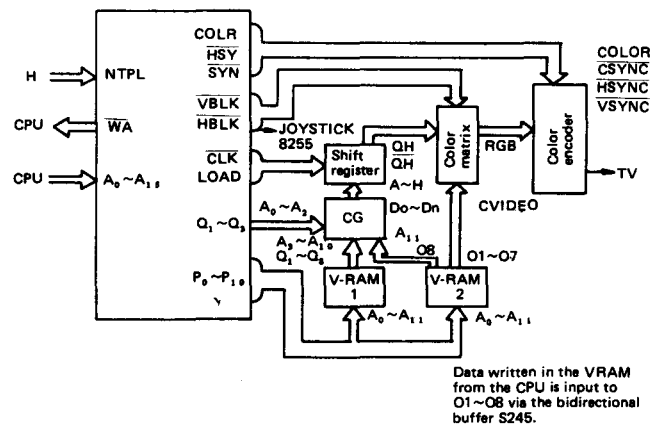 COLR
HSY
SYN
H
NTPL
VBLK
CPU
WA
HBLK
JOYSTICK
8255
CLK
LOAD
CPU
A0~A15
Shift
register
QH
QH
A~H
Color
matrix
RGB
Color
encoder
COLOR
CSYNC
HSYNC
VSYNC
TV
CVIDEO
Q1~Q3
A0~A2
CG
Do~Dn
A11
A3~A10
Q1~Q8
O8
O1~O7
P0~P10
V-RAM
1
V-RAM
2
A0~A11
A0~A11
Data written in the VRAM
from the CPU is input to
O1~O8 via the bidirectional
buffer S245.